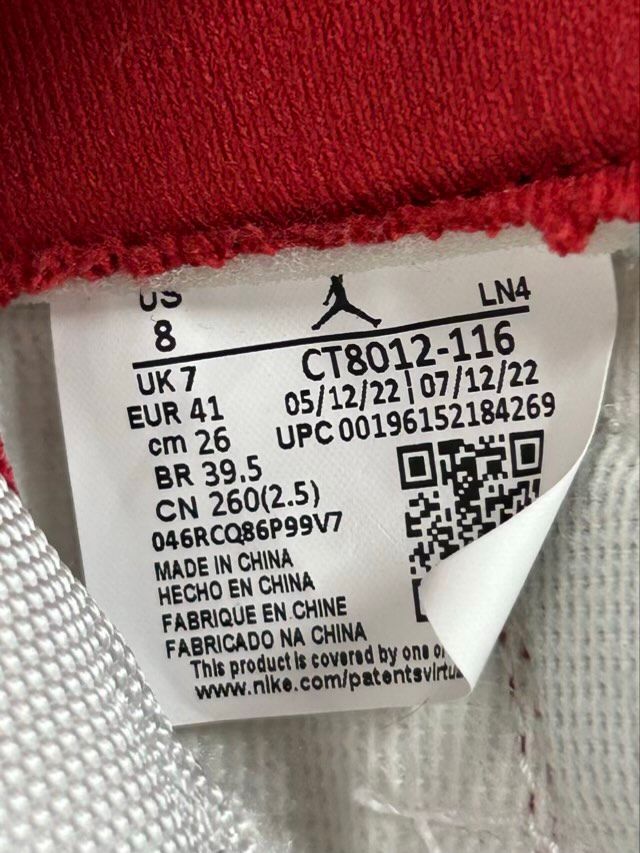 US
8
LN4
UK 7
EUR 41
cm 26
BR 39.5
CN 260(2.5)
CT8012-116
05/12/22|07/12/22
UPC 00196152184269
046RCQ86P99V7
MADE IN CHINA
HECHO EN CHINA
FABRIQUE EN CHINE
FABRICADO NA CHINA
This product is covered by one
www.nike.com/patentsvirtu